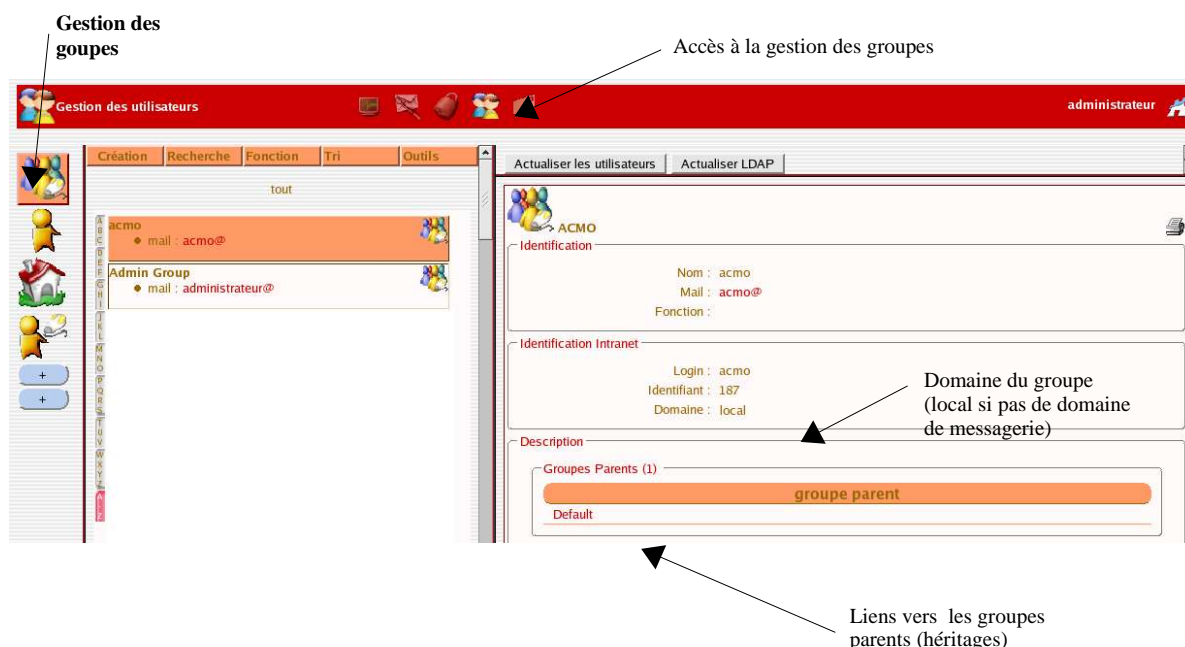 Gestion des
goupes
Accès à la gestion des groupes
Gestion des utilisateurs
administrateur
Création Recherche Fonction Tri Outils
tout
A
B
C
D
E
F
G
H
I
J
K
L
M
N
O
P
Q
R
S
T
U
V
W
X
Y
Z
A
Z
acmo
mail : acmo@
Admin Group
mail : administrateur@
+
+
Actualiser les utilisateurs Actualiser LDAP
ACMO
Identification
Nom : acmo
Mail : acmo@
Fonction :
Identification Intranet
Login : acmo
Identifiant : 187
Domaine : local
Domaine du groupe
(local si pas de domaine
de messagerie)
Description
Groupes Parents (1)
groupe parent
Default
Liens vers les groupes
parents (héritages)